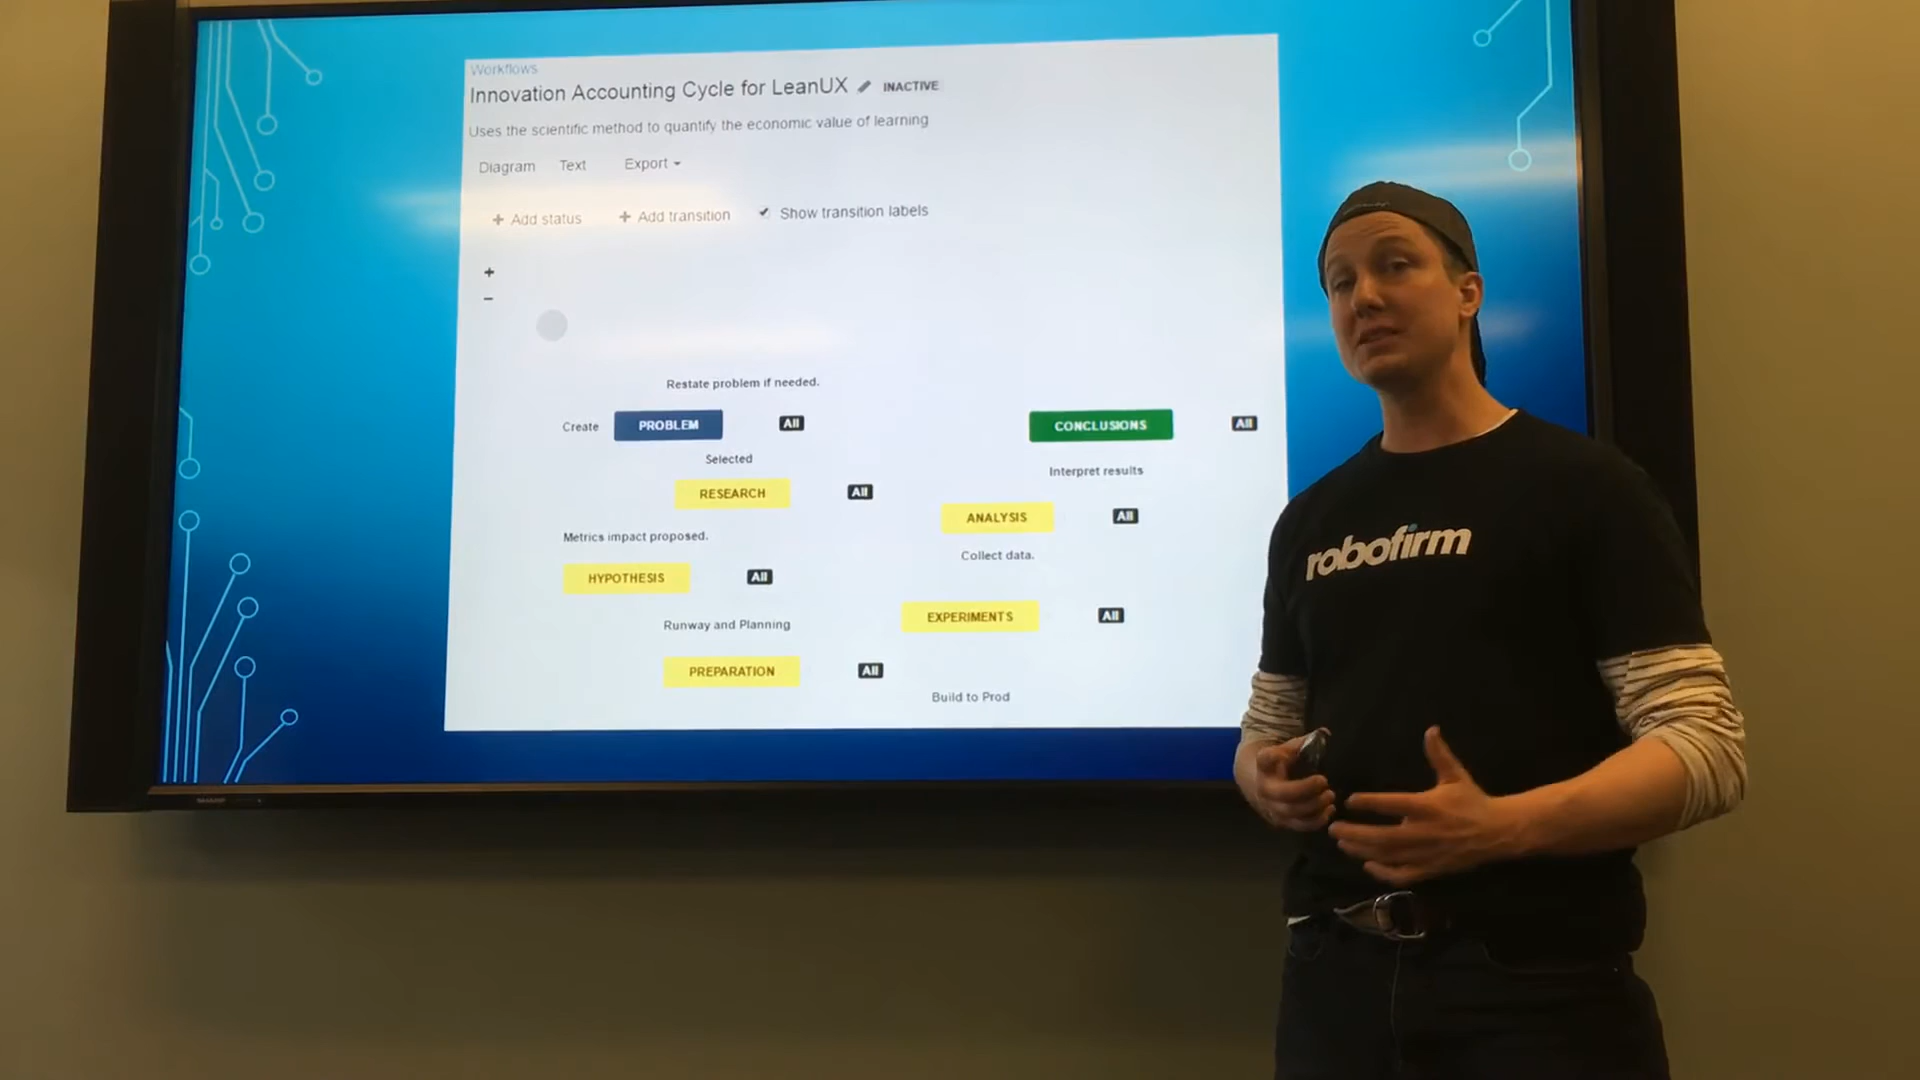 Workflows
Innovation Accounting Cycle for LeanUX INACTIVE
Uses the scientific method to quantify the economic value of learning
Diagram Text Export
+ Add status + Add transition Show transition labels
+
−
Restate problem if needed.
Create PROBLEM All
CONCLUSIONS All
Selected
Interpret results
RESEARCH All
ANALYSIS All
Metrics impact proposed.
Collect data.
HYPOTHESIS All
EXPERIMENTS All
Runway and Planning
PREPARATION All
Build to Prod
robofirm